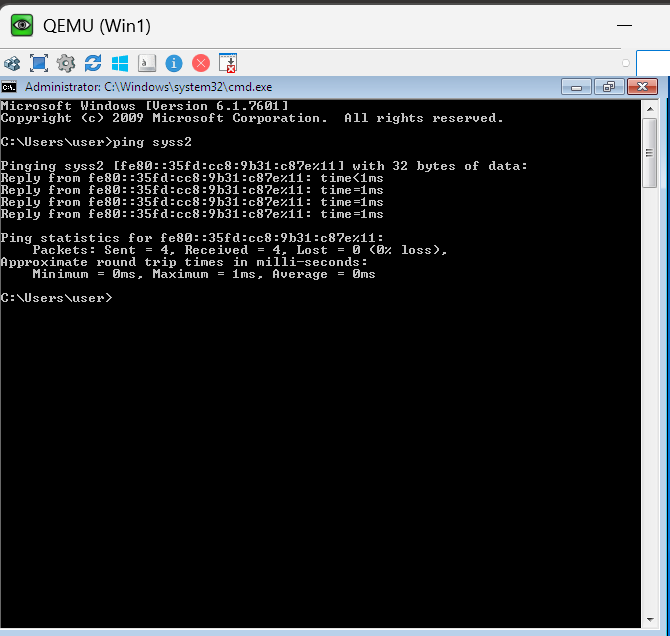 QEMU (Win1)
Administrator: C:\Windows\system32\cmd.exe
Microsoft Windows [Version 6.1.7601]
Copyright (c) 2009 Microsoft Corporation.  All rights reserved.
C:\Users\user>ping syss2
Pinging syss2 [fe80::35fd:cc8:9b31:c87e%11] with 32 bytes of data:
Reply from fe80::35fd:cc8:9b31:c87e%11: time<1ms
Reply from fe80::35fd:cc8:9b31:c87e%11: time=1ms
Reply from fe80::35fd:cc8:9b31:c87e%11: time=1ms
Reply from fe80::35fd:cc8:9b31:c87e%11: time=1ms
Ping statistics for fe80::35fd:cc8:9b31:c87e%11:
    Packets: Sent = 4, Received = 4, Lost = 0 (0% loss),
Approximate round trip times in milli-seconds:
    Minimum = 0ms, Maximum = 1ms, Average = 0ms
C:\Users\user>